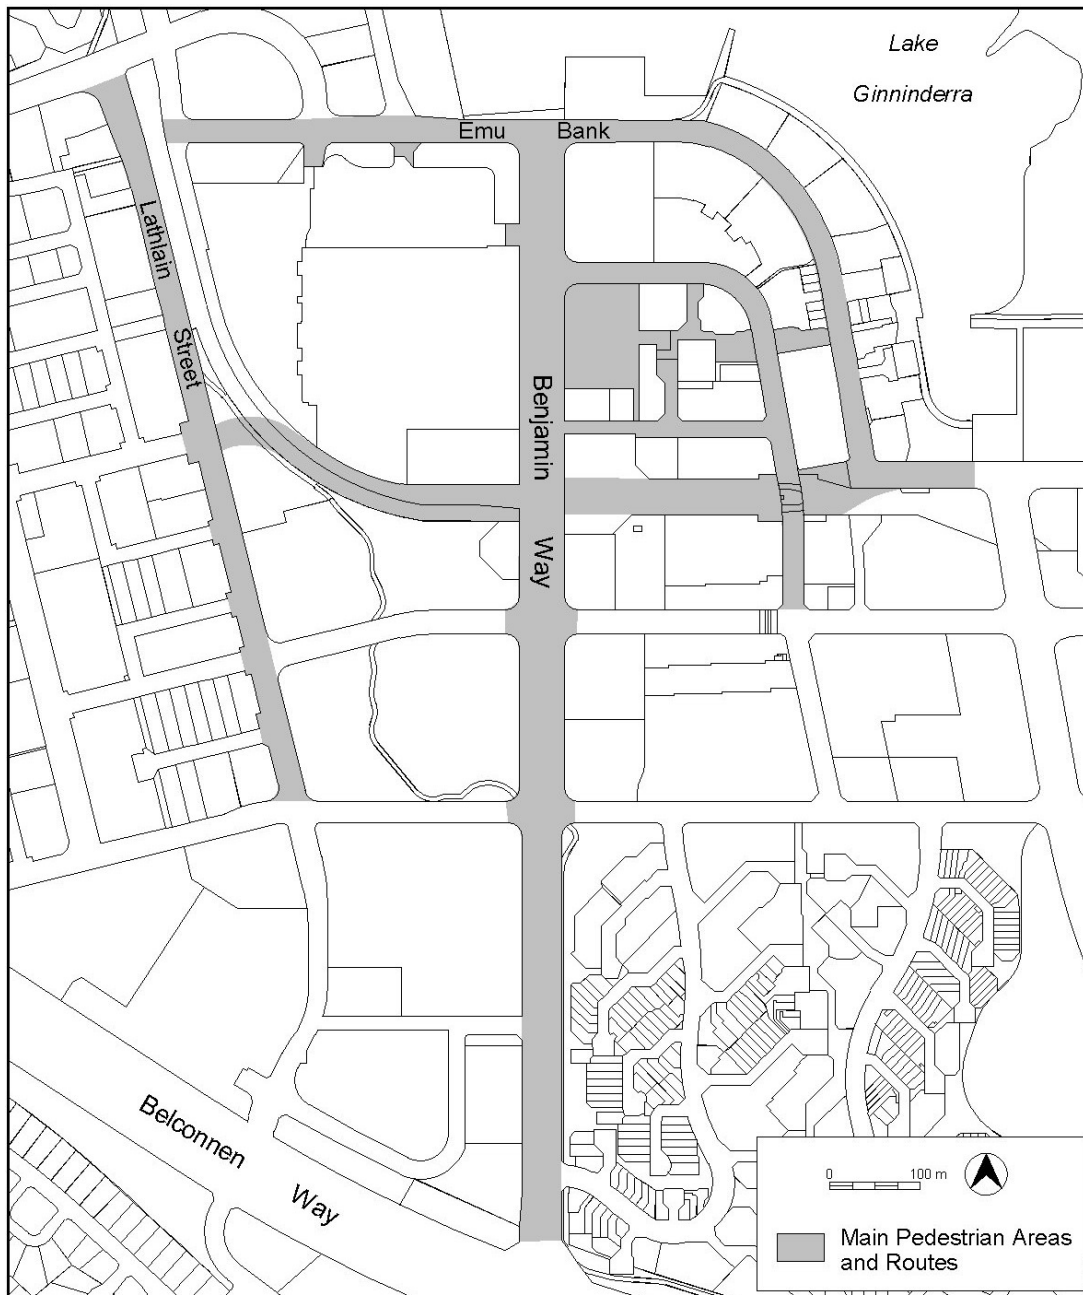 Lake
Ginninderra
Emu Bank
Lathlain
Street
Benjamin
Way
Belconnen
Way
0 100 m
Main Pedestrian Areas
and Routes